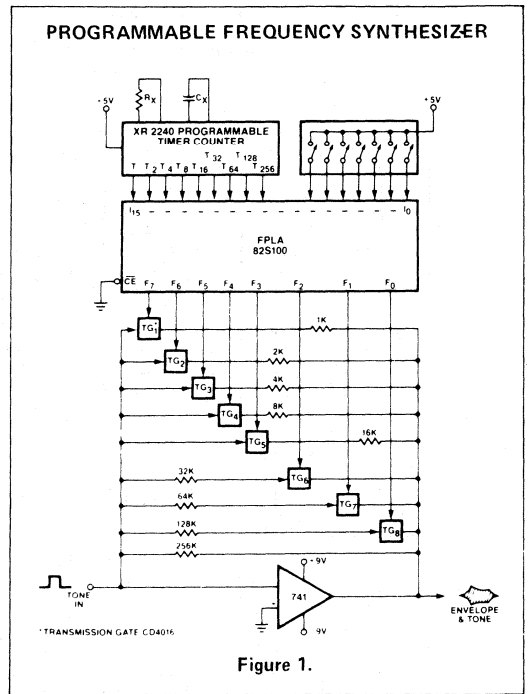 PROGRAMMABLE FREQUENCY SYNTHESIZER
+5V
RX
CX
+5V
XR 2240 PROGRAMMABLE
TIMER COUNTER
T T2 T4 T8 T16 T32 T64 T128 T256
I15 I0
FPLA
82S100
CE
F7 F6 F5 F4 F3 F2 F1 F0
TG1*
1K
TG2
2K
TG3
4K
TG4
8K
TG5
16K
32K
TG6
64K
TG7
128K
TG8
256K
TONE
IN
741
9V
9V
ENVELOPE
& TONE
*TRANSMISSION GATE CD4016
Figure 1.